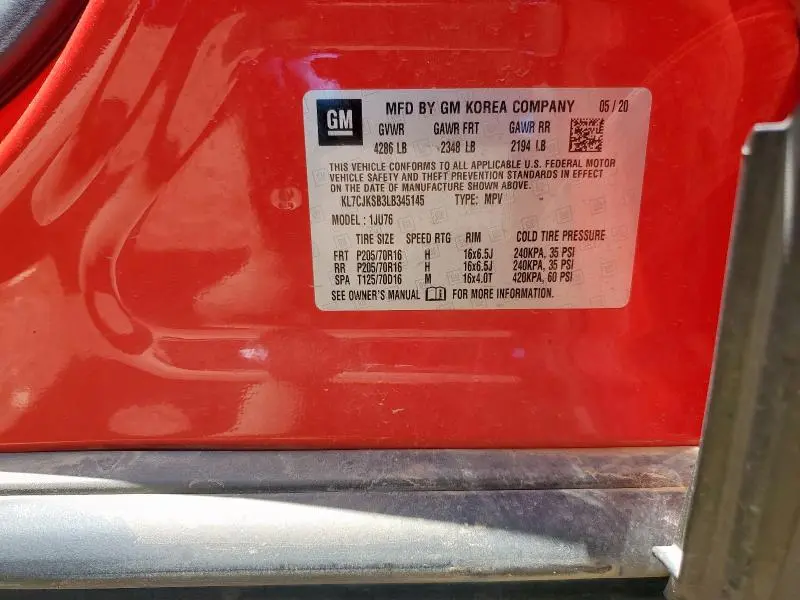 GM
MFD BY GM KOREA COMPANY 05 / 20
GVWR GAWR FRT GAWR RR
4286 LB 2348 LB 2194 LB
THIS VEHICLE CONFORMS TO ALL APPLICABLE U.S. FEDERAL MOTOR
VEHICLE SAFETY AND THEFT PREVENTION STANDARDS IN EFFECT
ON THE DATE OF MANUFACTURE SHOWN ABOVE.
KL7CJKSB3LB345145 TYPE: MPV
MODEL : 1JU76
TIRE SIZE SPEED RTG RIM COLD TIRE PRESSURE
FRT P205/70R16 H 16x6.5J 240KPA, 35 PSI
RR P205/70R16 H 16x6.5J 240KPA, 35 PSI
SPA T125/70D16 M 16x4.0T 420KPA, 60 PSI
SEE OWNER'S MANUAL FOR MORE INFORMATION.